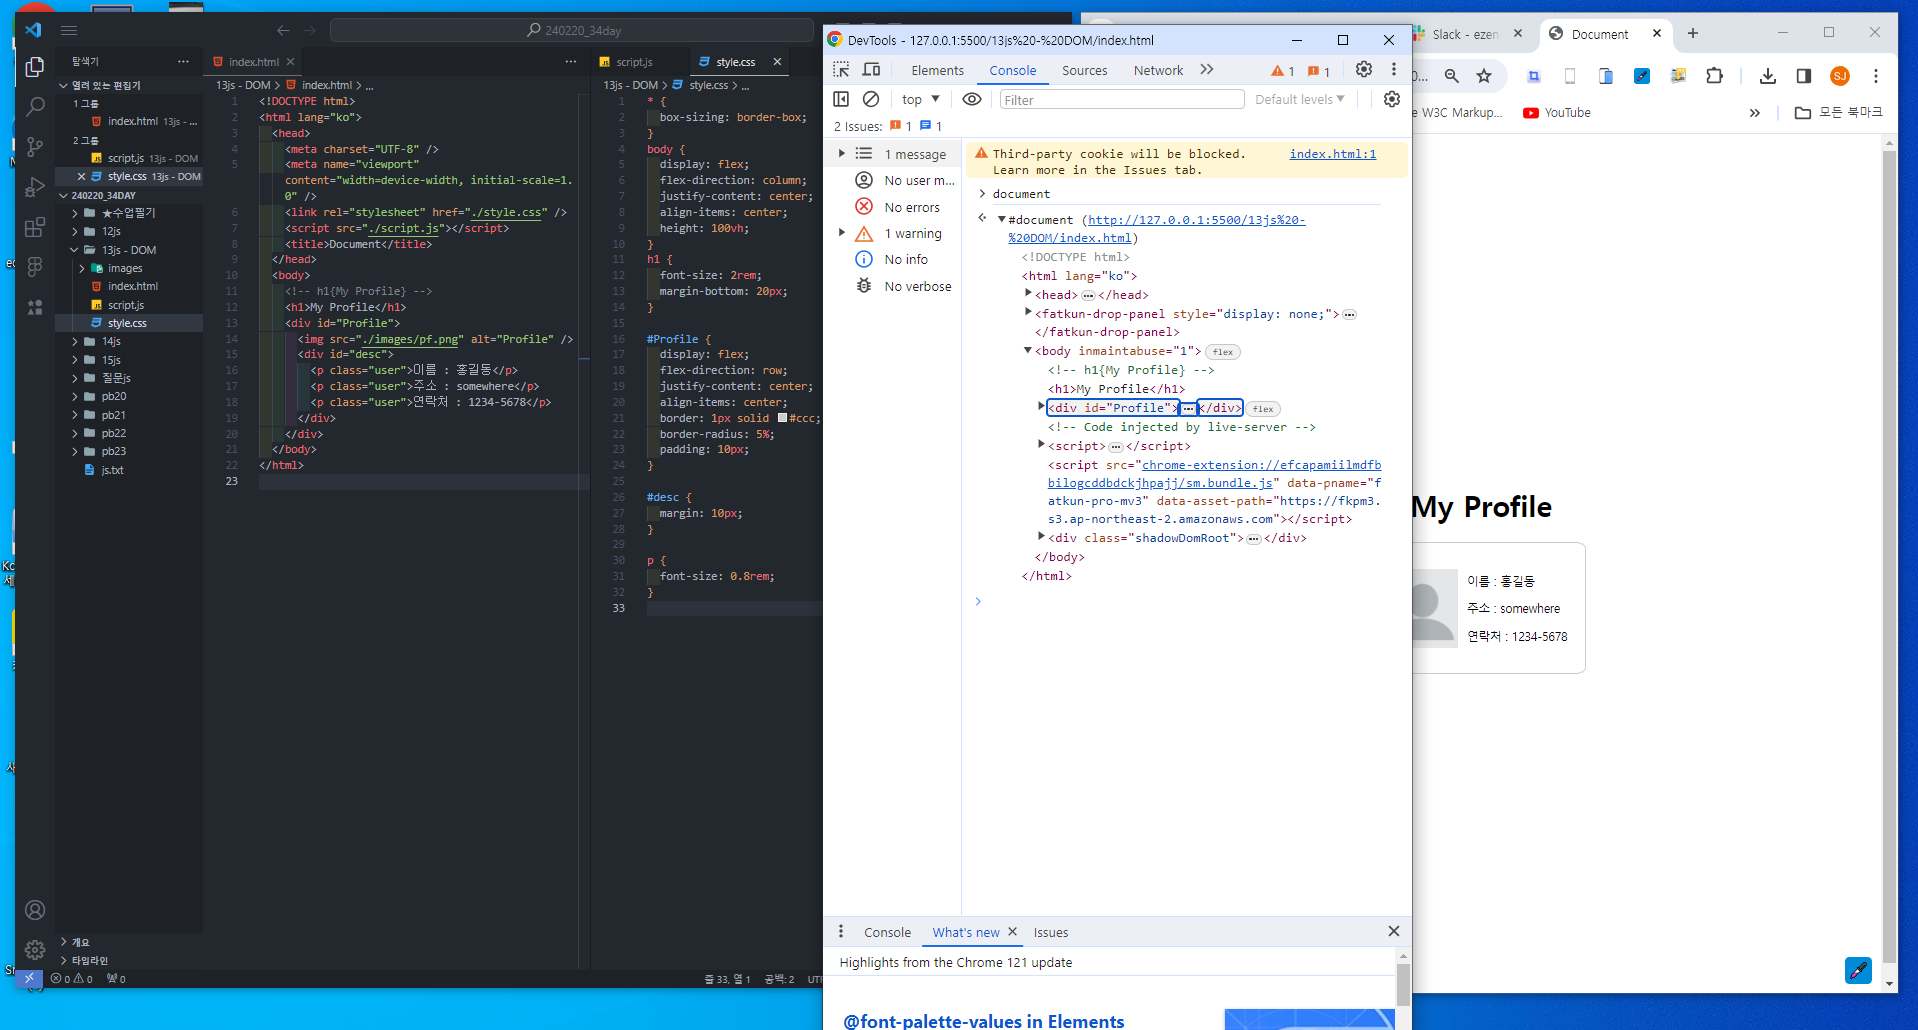 240220_34day
탐색기
열려 있는 편집기
1 그룹
index.html 13js - ...
2 그룹
script.js 13js - DOM
style.css 13js - DOM
240220_34DAY
★수업필기
12js
13js - DOM
images
index.html
script.js
style.css
14js
15js
질문js
pb20
pb21
pb22
pb23
js.txt
개요
타임라인
0 0
0
index.html
13js - DOM > index.html > ...
1 <!DOCTYPE html>
2 <html lang="ko">
3 <head>
4 <meta charset="UTF-8" />
5 <meta name="viewport"
content="width=device-width, initial-scale=1.
0" />
6 <link rel="stylesheet" href="./style.css" />
7 <script src="./script.js"></script>
8 <title>Document</title>
9 </head>
10 <body>
11 <!-- h1{My Profile} -->
12 <h1>My Profile</h1>
13 <div id="Profile">
14 <img src="./images/pf.png" alt="Profile" />
15 <div id="desc">
16 <p class="user">이름 : 홍길동</p>
17 <p class="user">주소 : somewhere</p>
18 <p class="user">연락처 : 1234-5678</p>
19 </div>
20 </div>
21 </body>
22 </html>
23
script.js
style.css
13js - DOM > style.css > ...
1 * {
2 box-sizing: border-box;
3 }
4 body {
5 display: flex;
6 flex-direction: column;
7 justify-content: center;
8 align-items: center;
9 height: 100vh;
10 }
11 h1 {
12 font-size: 2rem;
13 margin-bottom: 20px;
14 }
15
16 #Profile {
17 display: flex;
18 flex-direction: row;
19 justify-content: center;
20 align-items: center;
21 border: 1px solid #ccc;
22 border-radius: 5%;
23 padding: 10px;
24 }
25
26 #desc {
27 margin: 10px;
28 }
29
30 p {
31 font-size: 0.8rem;
32 }
33
줄 33, 열 1 공백: 2 UTF
DevTools - 127.0.0.1:5500/13js%20-%20DOM/index.html
Elements Console Sources Network 1 1
top Filter Default levels
2 Issues: 1 1
1 message
No user m...
No errors
1 warning
No info
No verbose
Third-party cookie will be blocked. index.html:1
Learn more in the Issues tab.
document
#document (http://127.0.0.1:5500/13js%20-
%20DOM/index.html)
<!DOCTYPE html>
<html lang="ko">
<head>…</head>
<fatkun-drop-panel style="display: none;">…
</fatkun-drop-panel>
<body inmaintabuse="1"> flex
<!-- h1{My Profile} -->
<h1>My Profile</h1>
<div id="Profile">…</div> flex
<!-- Code injected by live-server -->
<script>…</script>
<script src="chrome-extension://efcapamiilmdfb
bilogcddbdckjhpajj/sm.bundle.js" data-pname="f
atkun-pro-mv3" data-asset-path="https://fkpm3.
s3.ap-northeast-2.amazonaws.com"></script>
<div class="shadowDomRoot">…</div>
</body>
</html>
Console What's new Issues
Highlights from the Chrome 121 update
@font-palette-values in Elements
Slack - ezen
Document
SJ
e W3C Markup...
YouTube
모든 북마크
My Profile
이름 : 홍길동
주소 : somewhere
연락처 : 1234-5678